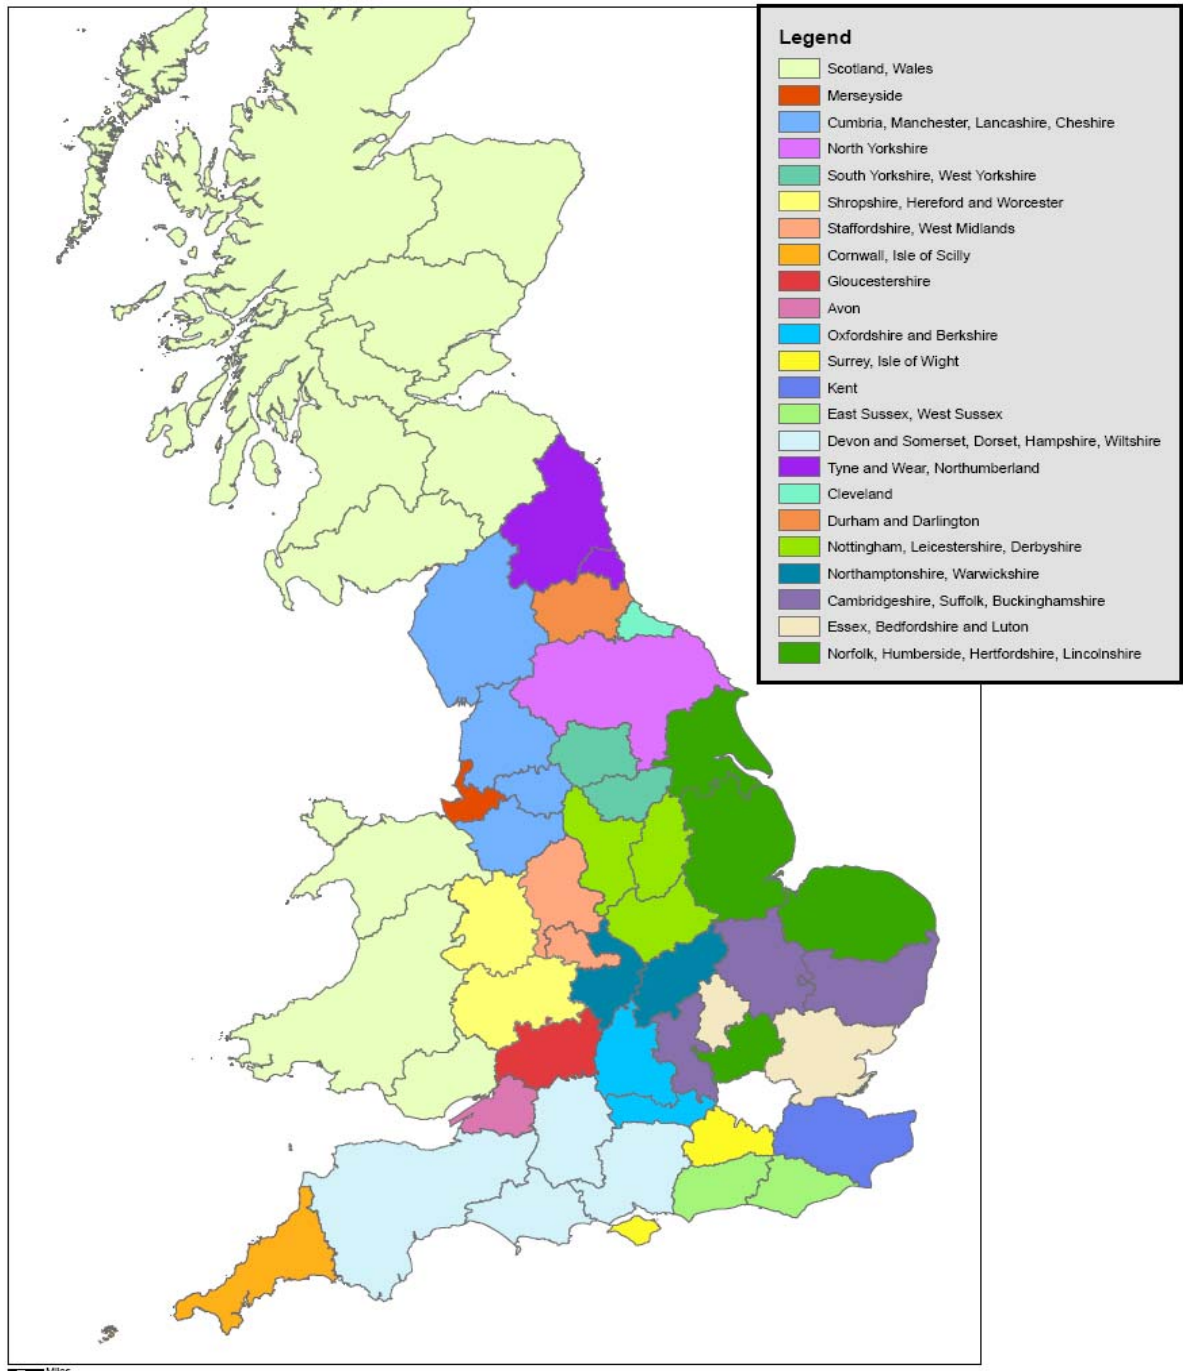 Legend
Scotland, Wales
Merseyside
Cumbria, Manchester, Lancashire, Cheshire
North Yorkshire
South Yorkshire, West Yorkshire
Shropshire, Hereford and Worcester
Staffordshire, West Midlands
Cornwall, Isle of Scilly
Gloucestershire
Avon
Oxfordshire and Berkshire
Surrey, Isle of Wight
Kent
East Sussex, West Sussex
Devon and Somerset, Dorset, Hampshire, Wiltshire
Tyne and Wear, Northumberland
Cleveland
Durham and Darlington
Nottingham, Leicestershire, Derbyshire
Northamptonshire, Warwickshire
Cambridgeshire, Suffolk, Buckinghamshire
Essex, Bedfordshire and Luton
Norfolk, Humberside, Hertfordshire, Lincolnshire
Miles